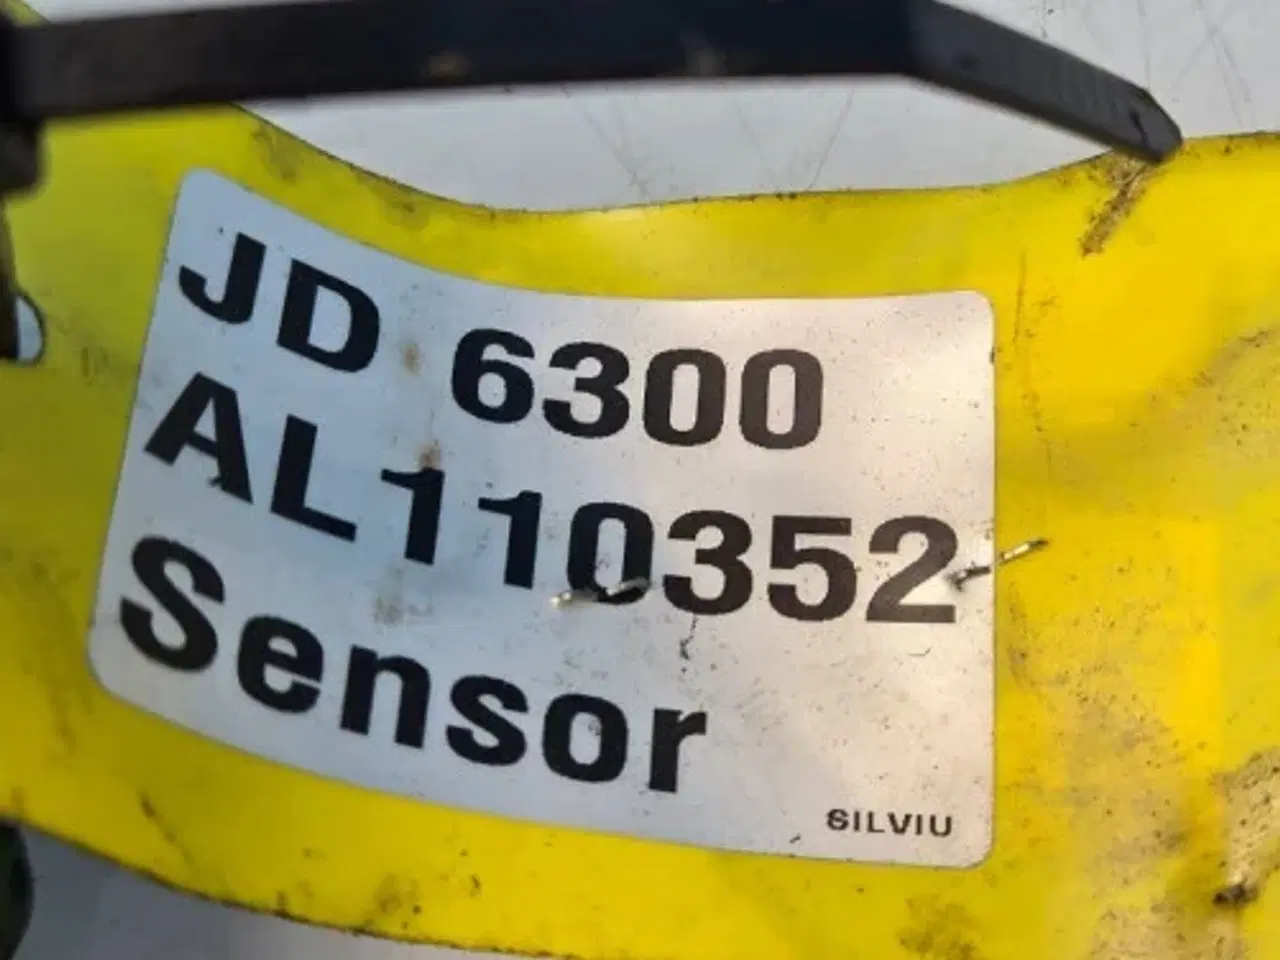 JD 6300
AL110352
Sensor
SILVIU